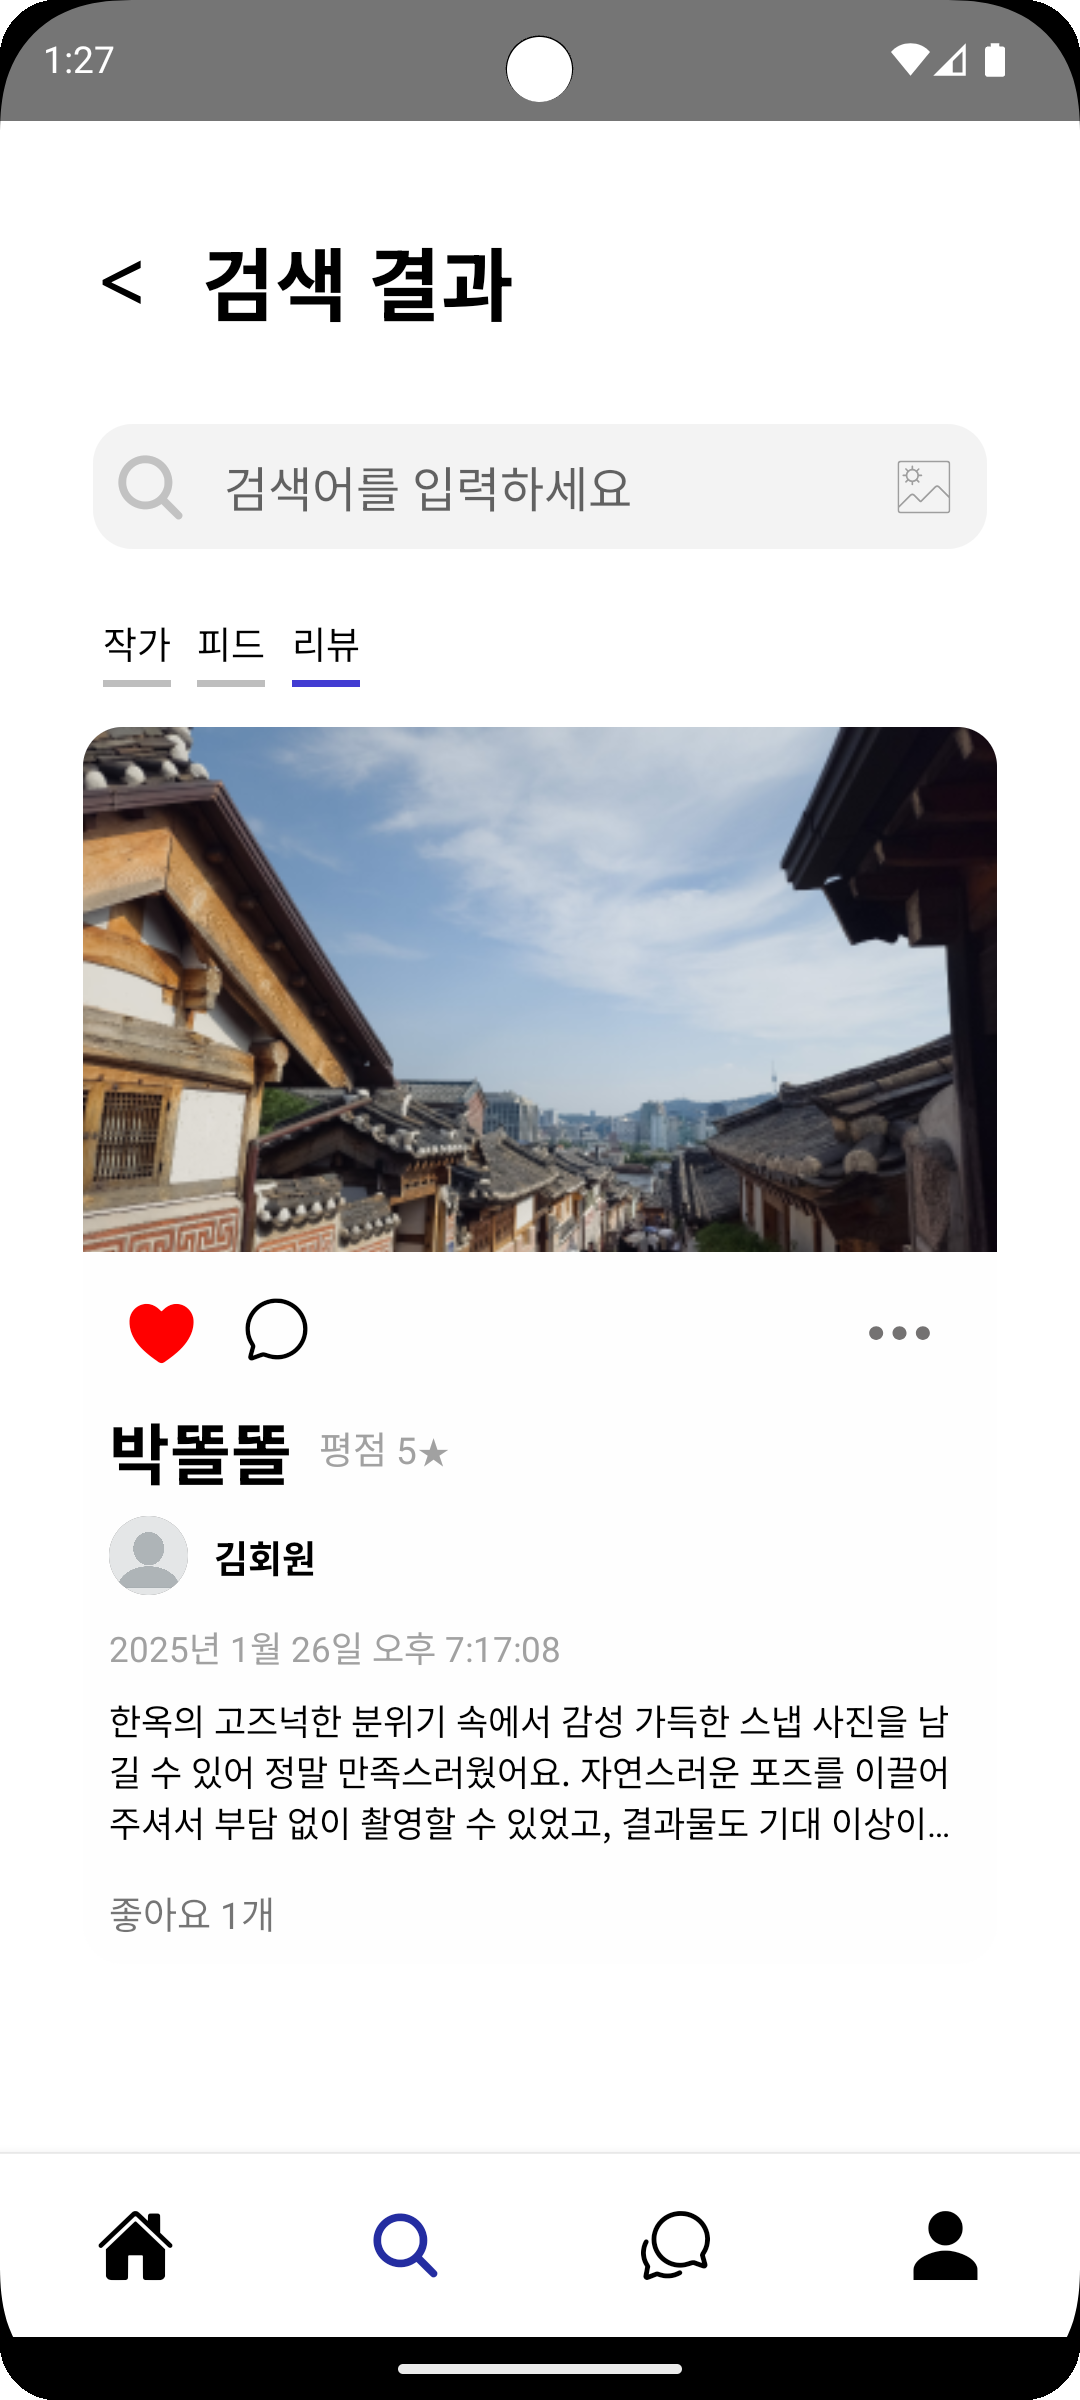 1:27
< 검색 결과
검색어를 입력하세요
작가 피드 리뷰
박똘똘 평점 5★
김회원
2025년 1월 26일 오후 7:17:08
한옥의 고즈넉한 분위기 속에서 감성 가득한 스냅 사진을 남
길 수 있어 정말 만족스러웠어요. 자연스러운 포즈를 이끌어
주셔서 부담 없이 촬영할 수 있었고, 결과물도 기대 이상이...
좋아요 1개